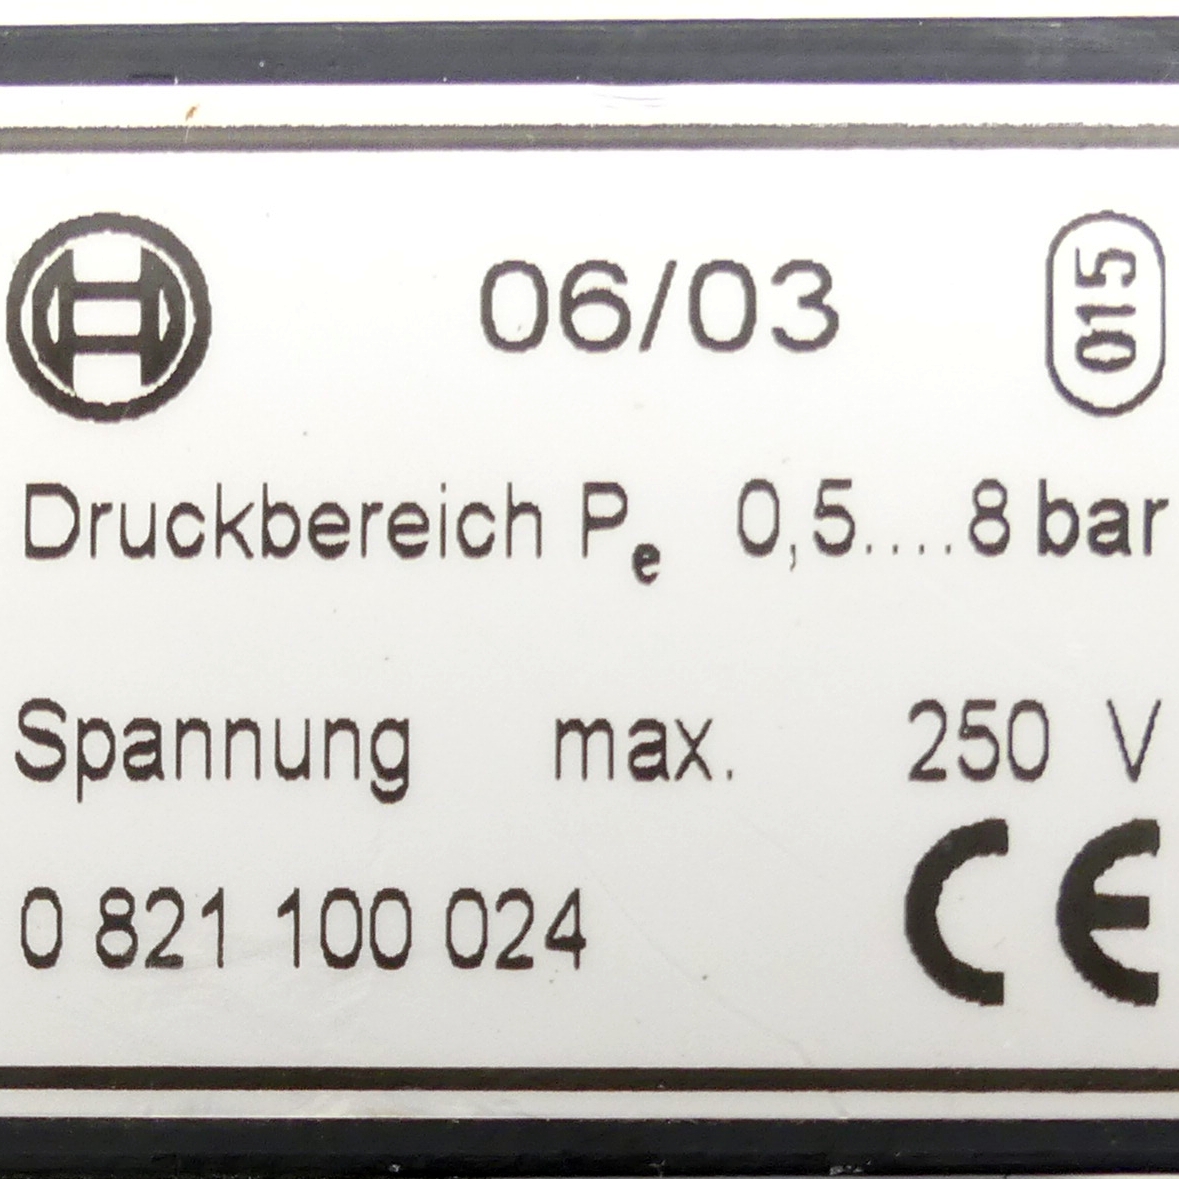 06/03 015
Druckbereich Pe 0,5....8 bar
Spannung max. 250 V
CE
0 821 100 024